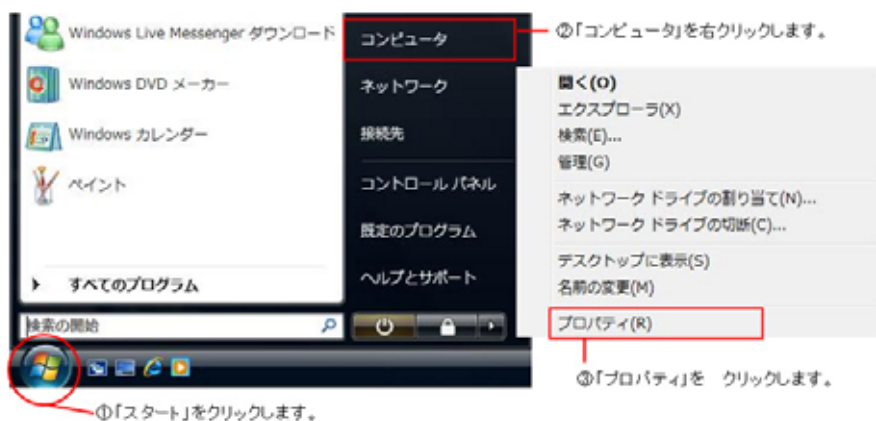 Windows Live Messenger ダウンロード
Windows DVD メーカー
Windows カレンダー
ペイント
すべてのプログラム
検索の開始
コンピュータ
ネットワーク
接続先
コントロール パネル
既定のプログラム
ヘルプとサポート
②「コンピュータ」を右クリックします。
開く(O)
エクスプローラ(X)
検索(E)...
管理(G)
ネットワーク ドライブの割り当て(N)...
ネットワーク ドライブの切断(C)...
デスクトップに表示(S)
名前の変更(M)
プロパティ(R)
③「プロパティ」を クリックします。
①「スタート」をクリックします。